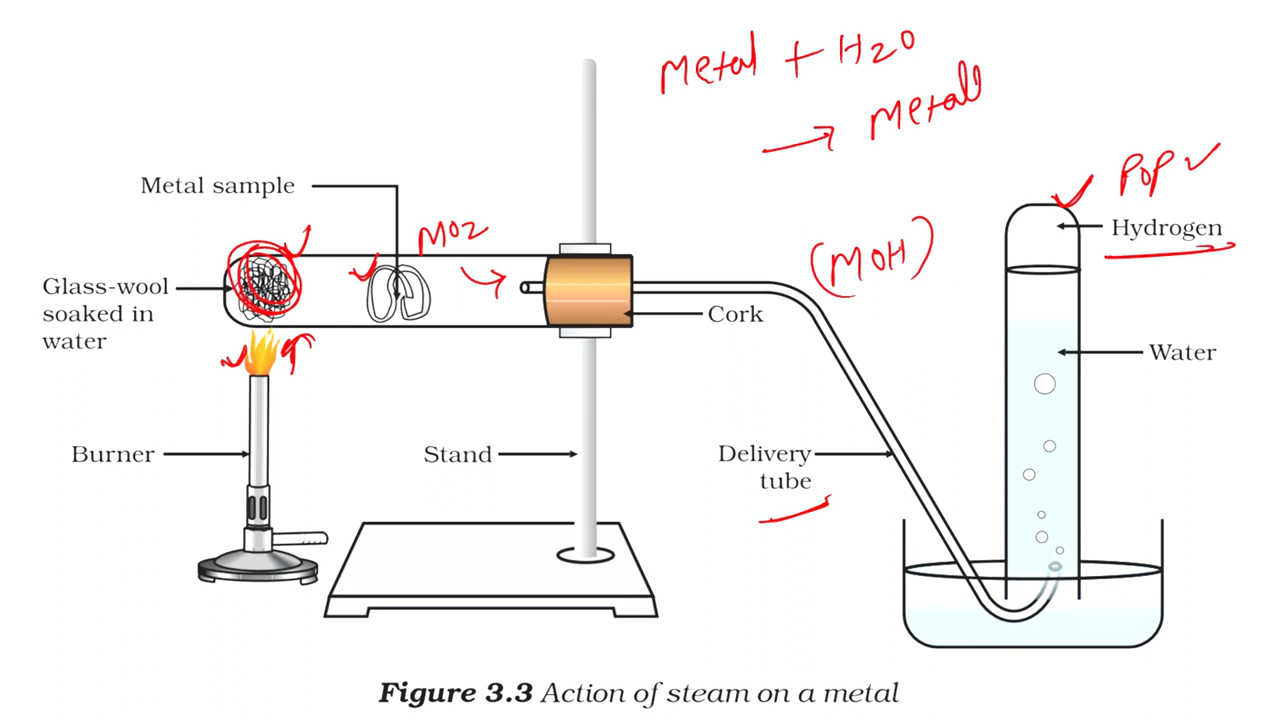 Metal + H2O
→ Metall
POP ✓
Metal sample
MO2
Hydrogen
(MOH)
Glass-wool
soaked in
water
Cork
Water
Burner
Stand
Delivery
tube
Figure 3.3 Action of steam on a metal